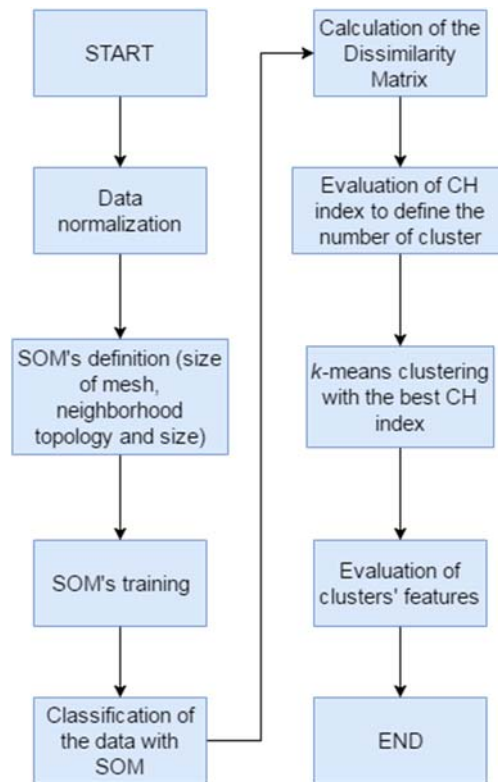 START
Data
normalization
SOM's definition (size
of mesh,
neighborhood
topology and size)
SOM's training
Classification of
the data with
SOM
Calculation of the
Dissimilarity
Matrix
Evaluation of CH
index to define the
number of cluster
k-means clustering
with the best CH
index
Evaluation of
clusters' features
END